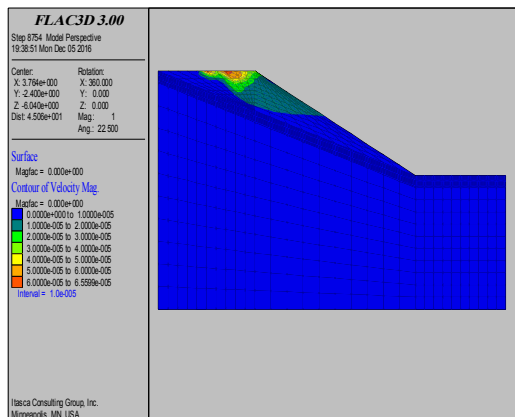 FLAC3D 3.00
Step 8754 Model Perspective
19:38:51 Mon Dec 05 2016
Center: Rotation:
X: 3.764e+000 X: 360.000
Y: -2.400e+000 Y: 0.000
Z: -6.040e+000 Z: 0.000
Dist: 4.506e+001 Mag.: 1
Ang.: 22.500
Surface
Magfac = 0.000e+000
Contour of Velocity Mag.
Magfac = 0.000e+000
0.0000e+000 to 1.0000e-005
1.0000e-005 to 2.0000e-005
2.0000e-005 to 3.0000e-005
3.0000e-005 to 4.0000e-005
4.0000e-005 to 5.0000e-005
5.0000e-005 to 6.0000e-005
6.0000e-005 to 6.5599e-005
Interval = 1.0e-005
Itasca Consulting Group, Inc.
Minneapolis, MN USA